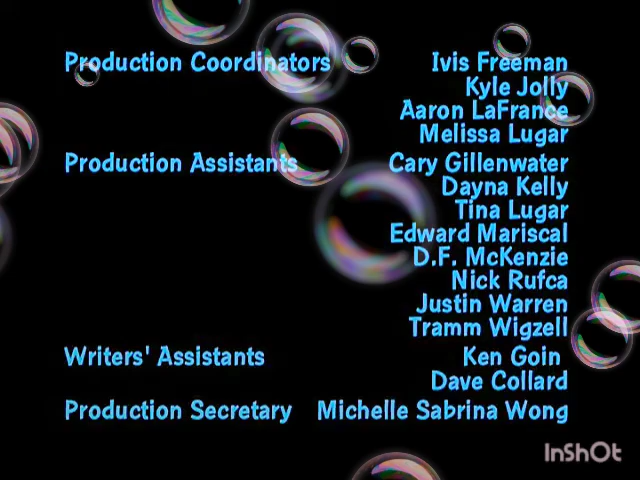 Production Coordinators Ivis Freeman
Kyle Jolly
Aaron LaFrance
Melissa Lugar
Production Assistants Cary Gillenwater
Dayna Kelly
Tina Lugar
Edward Mariscal
D.F. McKenzie
Nick Rufca
Justin Warren
Tramm Wigzell
Writers' Assistants Ken Goin
Dave Collard
Production Secretary Michelle Sabrina Wong
InShOt